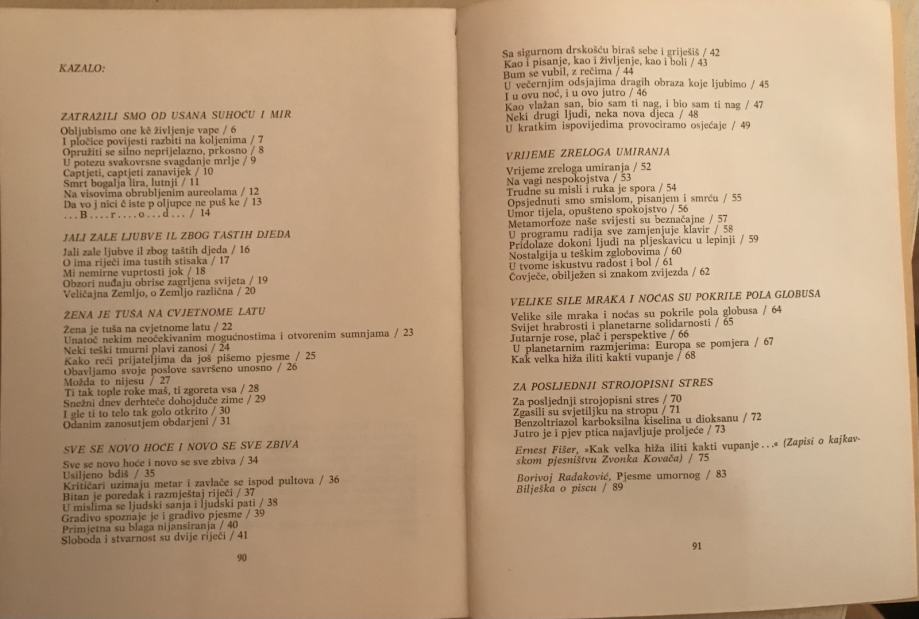 KAZALO:
ZATRAŽILI SMO OD USANA SUHOĆU I MIR
Obljubismo one kê življenje vape / 6
I pločice povijesti razbiti na koljenima / 7
Opružiti se silno neprijelazno, prkosno / 8
U potezu svakovrsne svagdanje mrlje / 9
Captjeti, captjeti zanavijek / 10
Smrt bogalja lira, lutnji / 11
Na visovima obrubljenim aureolama / 12
Da vo j nici č iste p oljupce ne puš ke / 13
...B....r....o...d... / 14
JALI ZALE LJUBVE IL ZBOG TASTIH DJEDA
Jali zale ljubve il zbog taštih djeda / 16
O ima riječi ima tustih stisaka / 17
Mi nemirne vuprtosti jok / 18
Obzori nuđaju obrise zagrljena svijeta / 19
Veličajna Zemljo, o Zemljo različna / 20
ŽENA JE TUŠA NA CVJETNOME LATU
Žena je tuša na cvjetnome latu / 22
Unatoč nekim neočekivanim mogućnostima i otvorenim sumnjama / 23
Neki teški tmurni plavi zanosi / 24
Kako reći prijateljima da još pišemo pjesme / 25
Obavljamo svoje poslove savršeno unosno / 26
Možda to nijesu / 27
Ti tak tople roke maš, ti zgoreta vsa / 28
Snežni dnev derhteče dohojduče zime / 29
I gle ti to telo tak golo otkrito / 30
Odanim zanosutjem obdarjeni / 31
SVE SE NOVO HOĆE I NOVO SE SVE ZBIVA
Sve se novo hoće i novo se sve zbiva / 34
Usiljeno bdiš / 35
Kritičari uzimaju metar i zavlače se ispod pultova / 36
Bitan je poredak i razmještaj riječi / 37
U mislima se ljudski sanja i ljudski pati / 38
Gradivo spoznaje je i gradivo pjesme / 39
Primjetna su blaga nijansiranja / 40
Sloboda i stvarnost su dvije riječi / 41
90
Sa sigurnom drskošću biraš sebe i griješiš / 42
Kao i pisanje, kao i življenje, kao i boli / 43
Bum se vubil, z rečima / 44
U večernjim odsjajima dragih obraza koje ljubimo / 45
I u ovu noć, i u ovo jutro / 46
Kao vlažan san, bio sam ti nag, i bio sam ti nag / 47
Neki drugi ljudi, neka nova djeca / 48
U kratkim ispovijedima provociramo osjećaje / 49
VRIJEME ZRELOGA UMIRANJA
Vrijeme zreloga umiranja / 52
Na vagi nespokojstva / 53
Trudne su misli i ruka je spora / 54
Opsjednuti smo smislom, pisanjem i smrću / 55
Umor tijela, opušteno spokojstvo / 56
Metamorfoze naše svijesti su beznačajne / 57
U programu radija sve zamjenjuje klavir / 58
Pridolaze dokoni ljudi na pljeskavicu u lepinji / 59
Nostalgija u teškim zglobovima / 60
U tvome iskustvu radost i bol / 61
Čovječe, obilježen si znakom zvijezda / 62
VELIKE SILE MRAKA I NOĆAS SU POKRILE POLA GLOBUSA
Velike sile mraka i noćas su pokrile pola globusa / 64
Svijet hrabrosti i planetarne solidarnosti / 65
Jutarnje rose, plač i perspektive / 66
U planetarnim razmjerima: Europa se pomjera / 67
Kak velka hiža iliti kakti vupanje / 68
ZA POSLJEDNJI STROJOPISNI STRES
Za posljednji strojopisni stres / 70
Zgasili su svjetiljku na stropu / 71
Benzoltriazol karboksilna kiselina u dioksanu / 72
Jutro je i pjev ptica najavljuje proljeće / 73
Ernest Fišer, »Kak velka hiža iliti kakti vupanje...« (Zapisi o kajkav-
skom pjesništvu Zvonka Kovača) / 75
Borivoj Radaković, Pjesme umornog / 83
Bilješka o piscu / 89
91